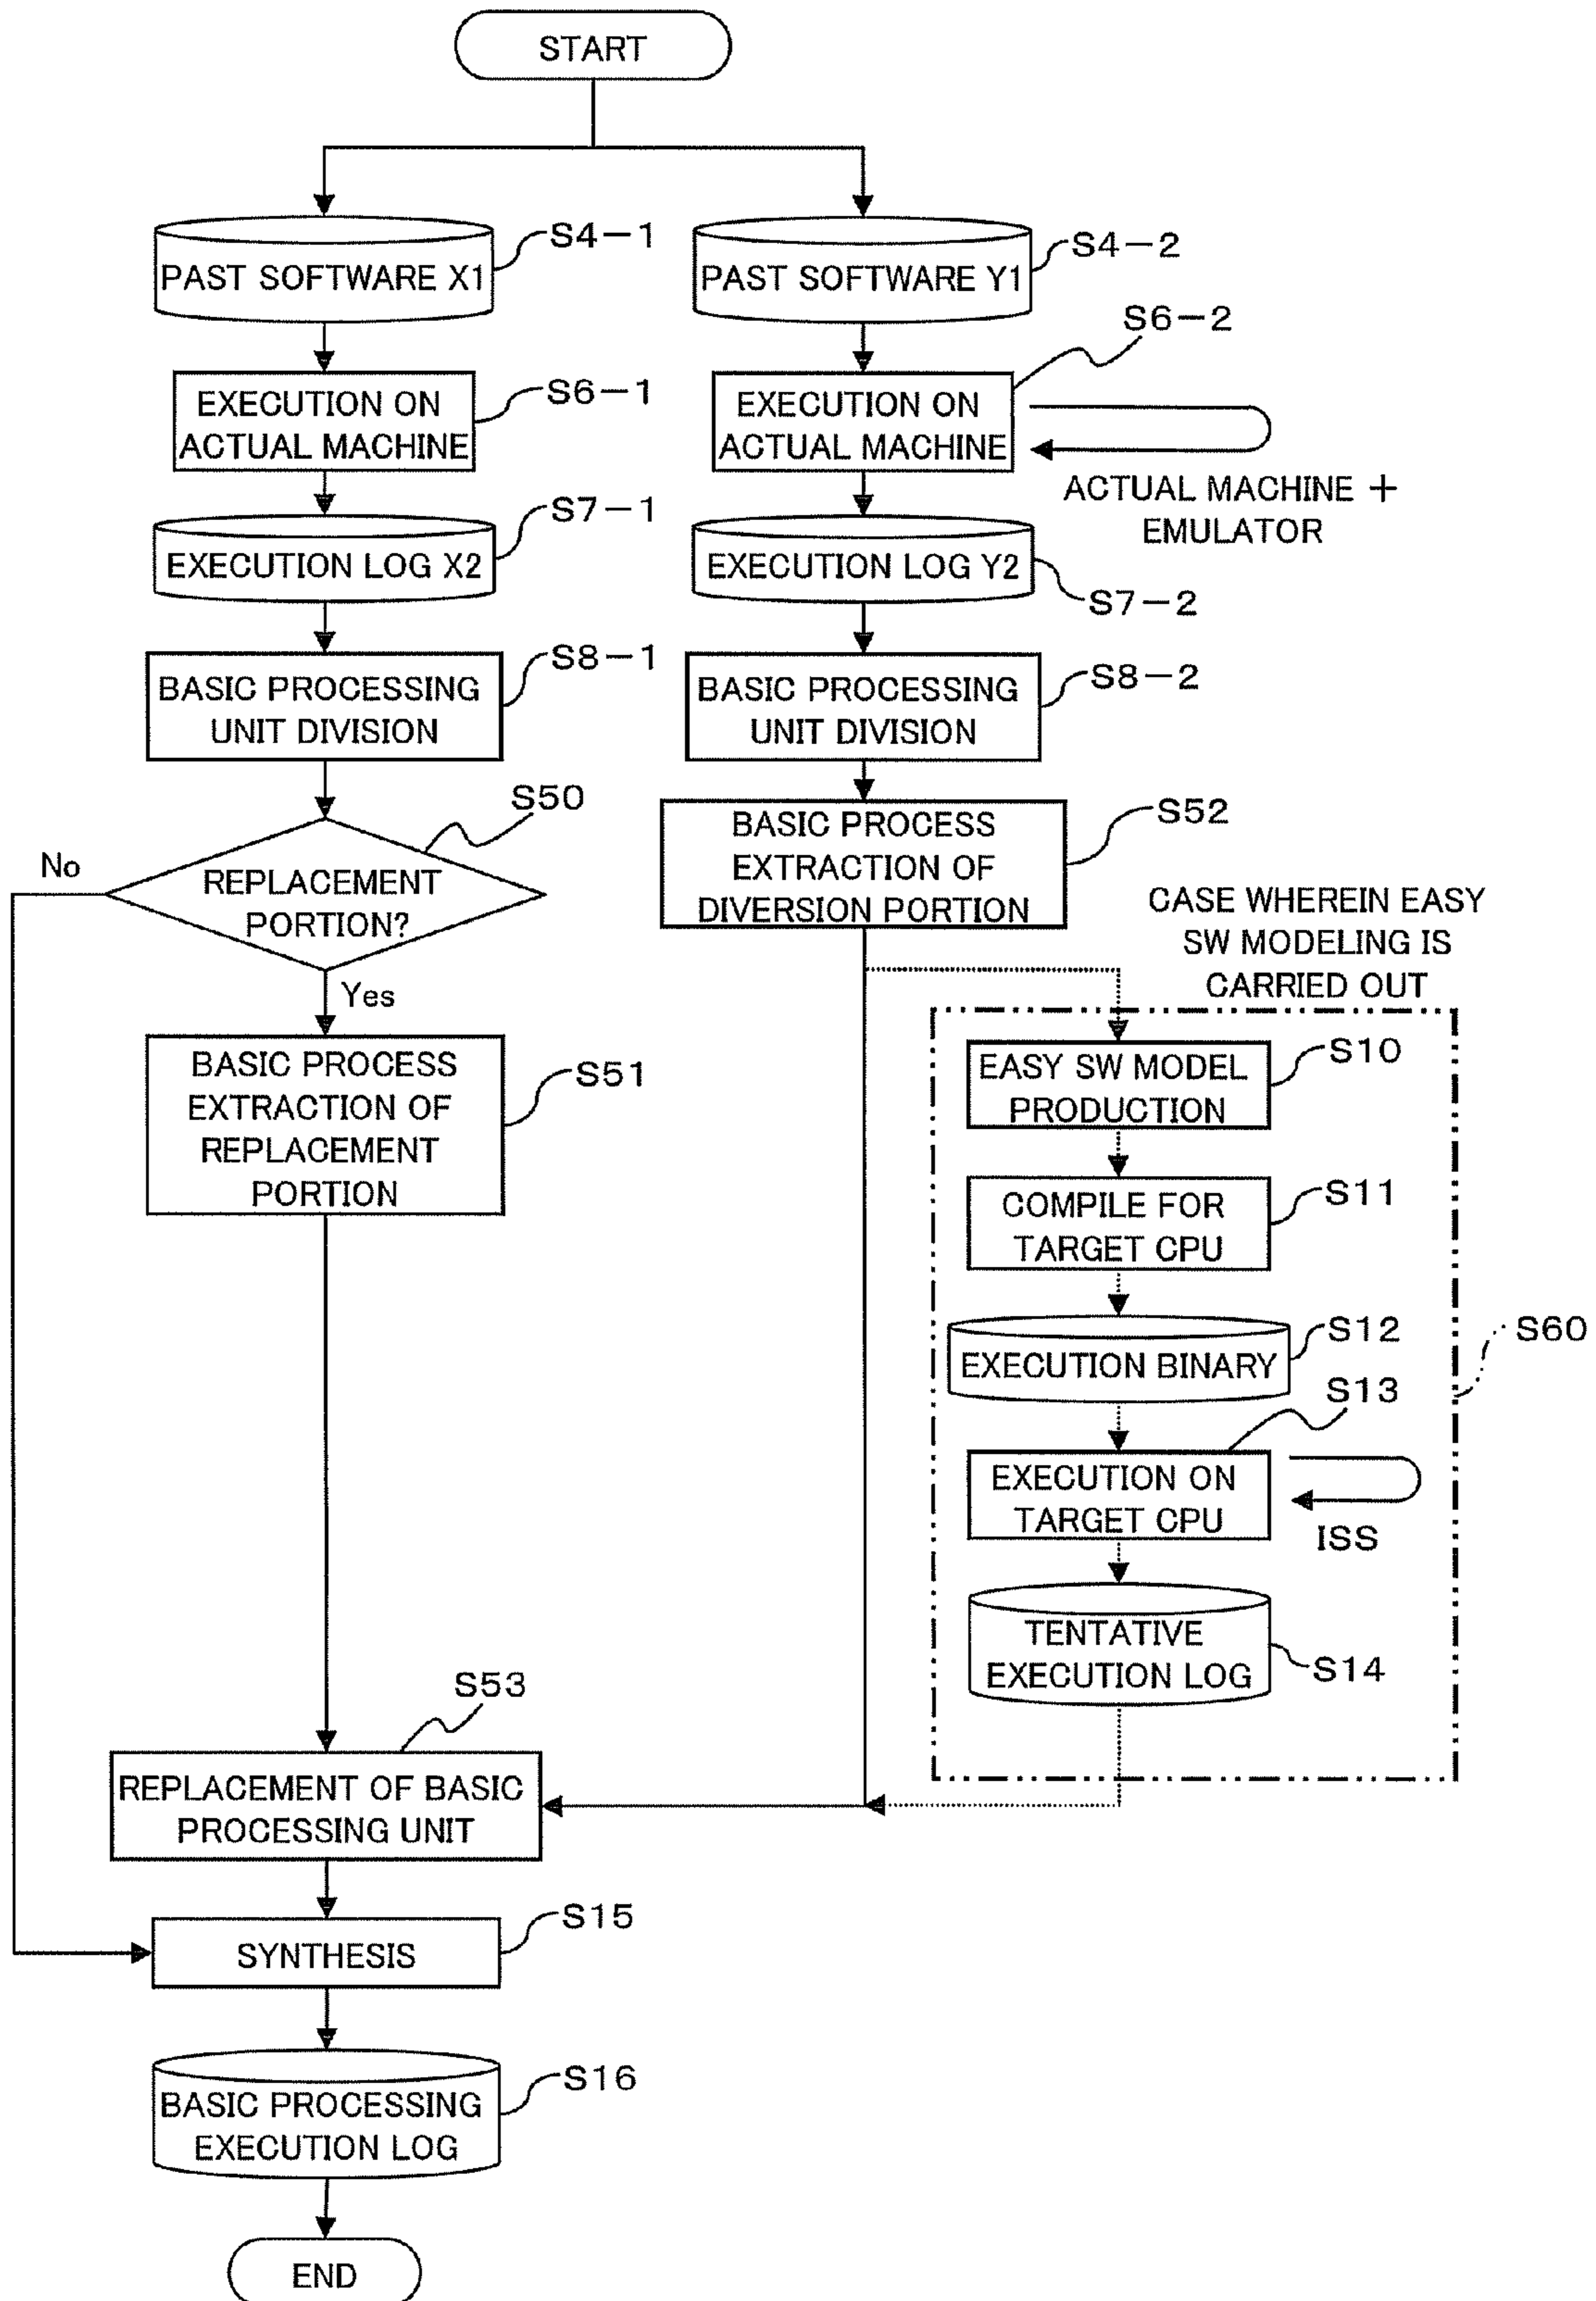 START
PAST SOFTWARE X1
S4-1
PAST SOFTWARE Y1
S4-2
EXECUTION ON
ACTUAL MACHINE
S6-1
EXECUTION ON
ACTUAL MACHINE
S6-2
ACTUAL MACHINE +
EMULATOR
EXECUTION LOG X2
S7-1
EXECUTION LOG Y2
S7-2
BASIC PROCESSING
UNIT DIVISION
S8-1
BASIC PROCESSING
UNIT DIVISION
S8-2
S50
No
REPLACEMENT
PORTION?
Yes
BASIC PROCESS
EXTRACTION OF
DIVERSION PORTION
S52
CASE WHEREIN EASY
SW MODELING IS
CARRIED OUT
BASIC PROCESS
EXTRACTION OF
REPLACEMENT
PORTION
S51
EASY SW MODEL
PRODUCTION
S10
COMPILE FOR
TARGET CPU
S11
EXECUTION BINARY
S12
S60
S13
EXECUTION ON
TARGET CPU
ISS
TENTATIVE
EXECUTION LOG
S14
S53
REPLACEMENT OF BASIC
PROCESSING UNIT
SYNTHESIS
S15
BASIC PROCESSING
EXECUTION LOG
S16
END